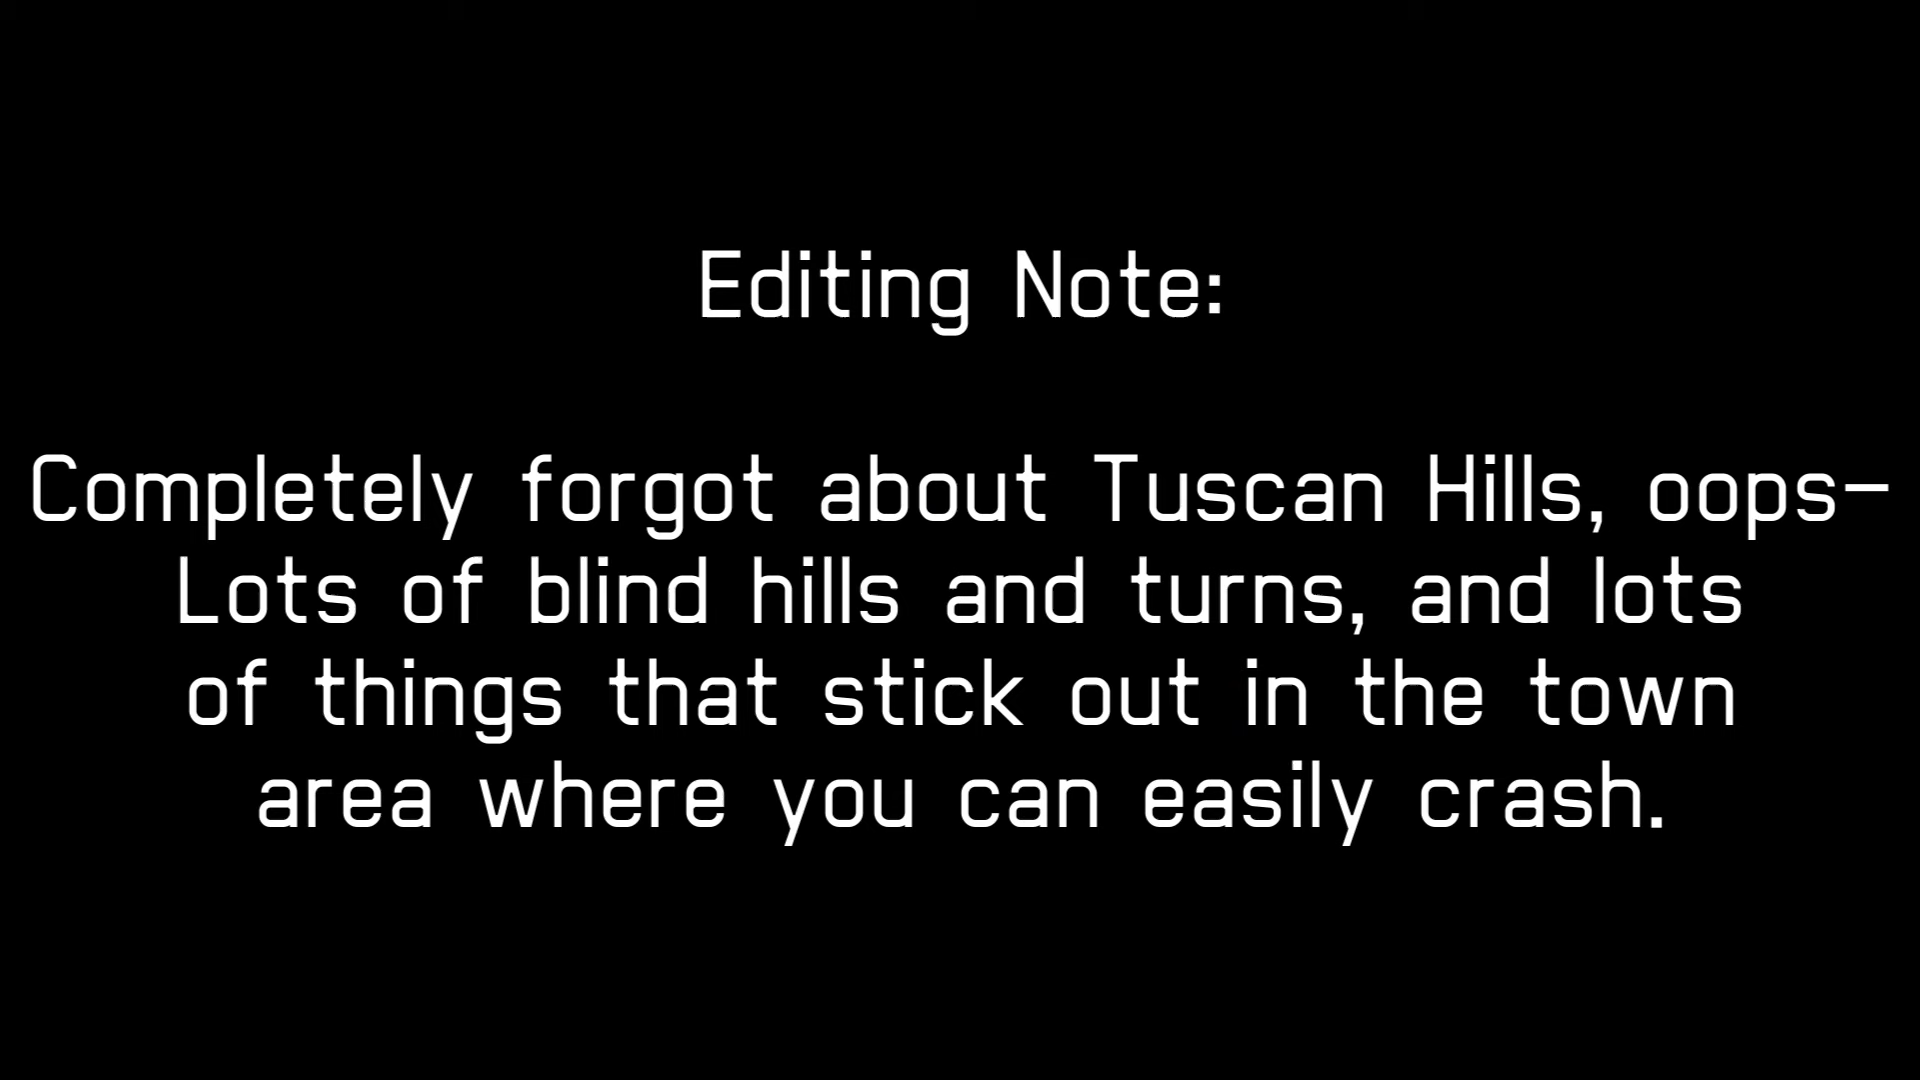 Editing Note:
Completely forgot about Tuscan Hills, oops-
Lots of blind hills and turns, and lots
of things that stick out in the town
area where you can easily crash.